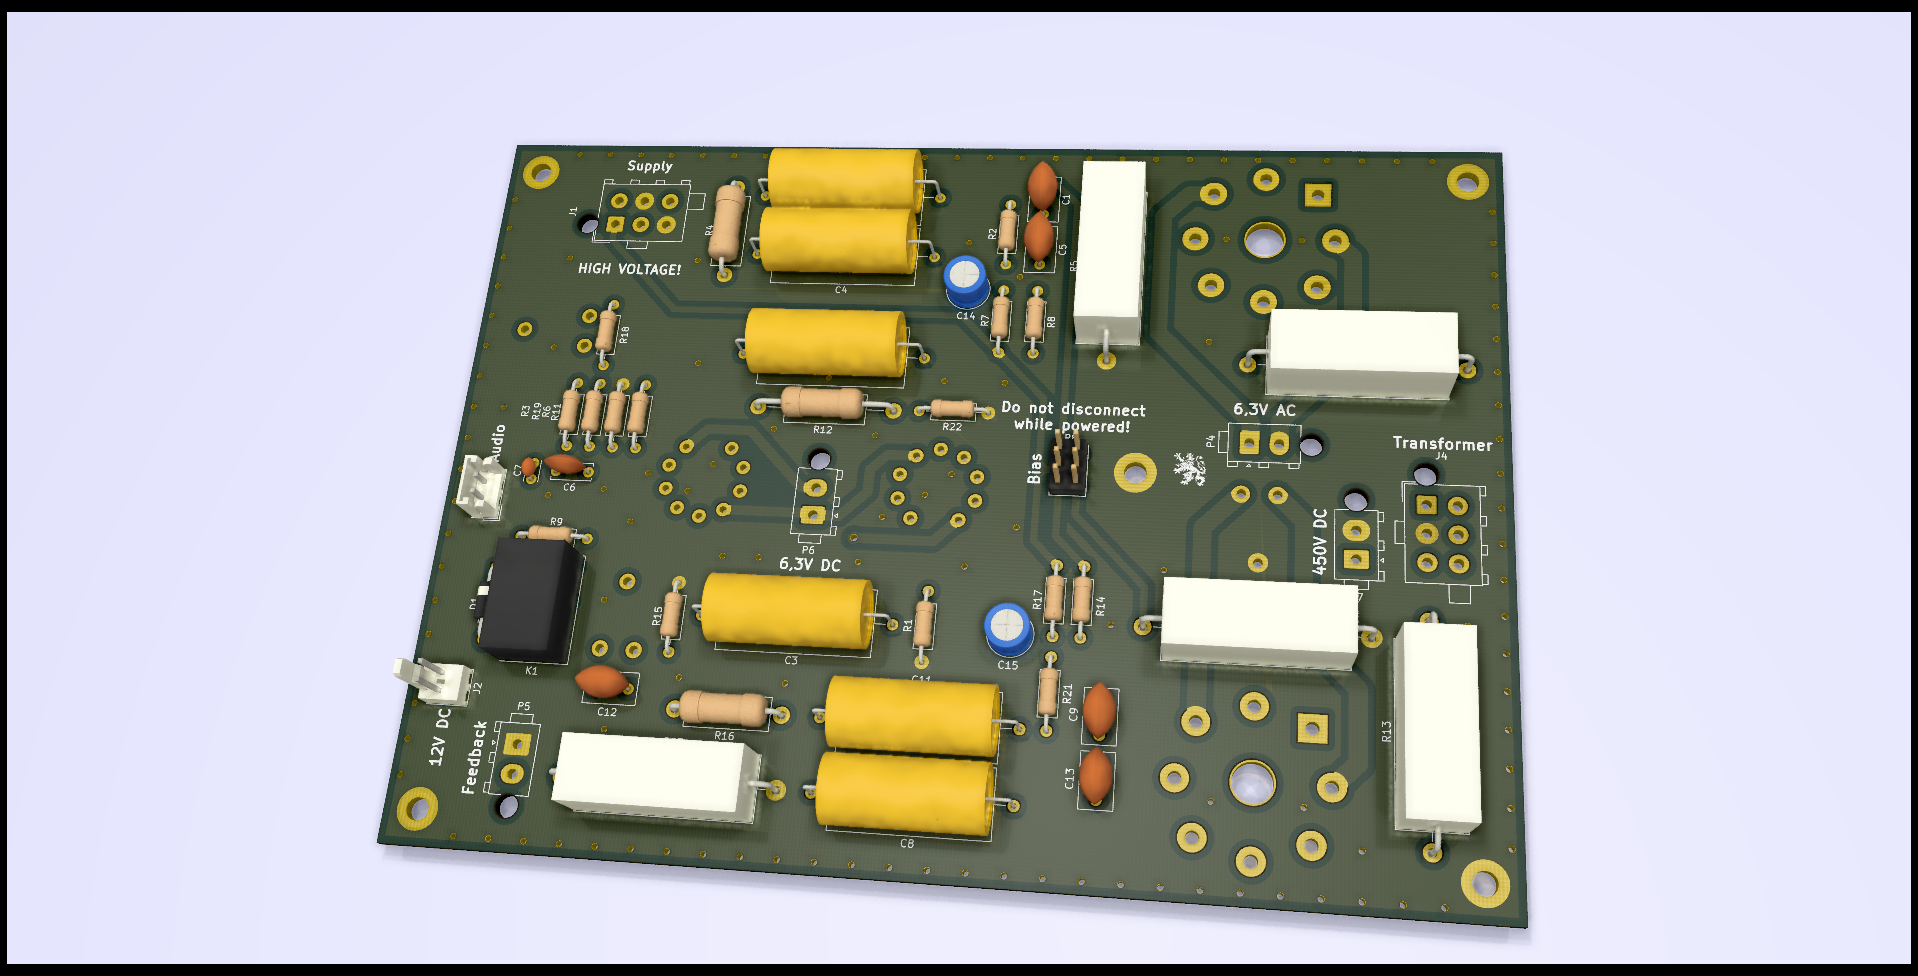 Supply
J1
HIGH VOLTAGE!
R4
C4
C14
R2
C1
C5
R5
R7
R8
R18
R3
R19
R6
R11
R12
R22
Do not disconnect
while powered!
Bias
6,3V AC
P4
Transformer
J4
450V DC
Audio
C7
C6
R9
P6
6,3V DC
D1
K1
R15
C3
R1
C11
C15
R17
R14
R21
C9
C13
R13
J2
12V DC
P5
Feedback
C12
R16
C8